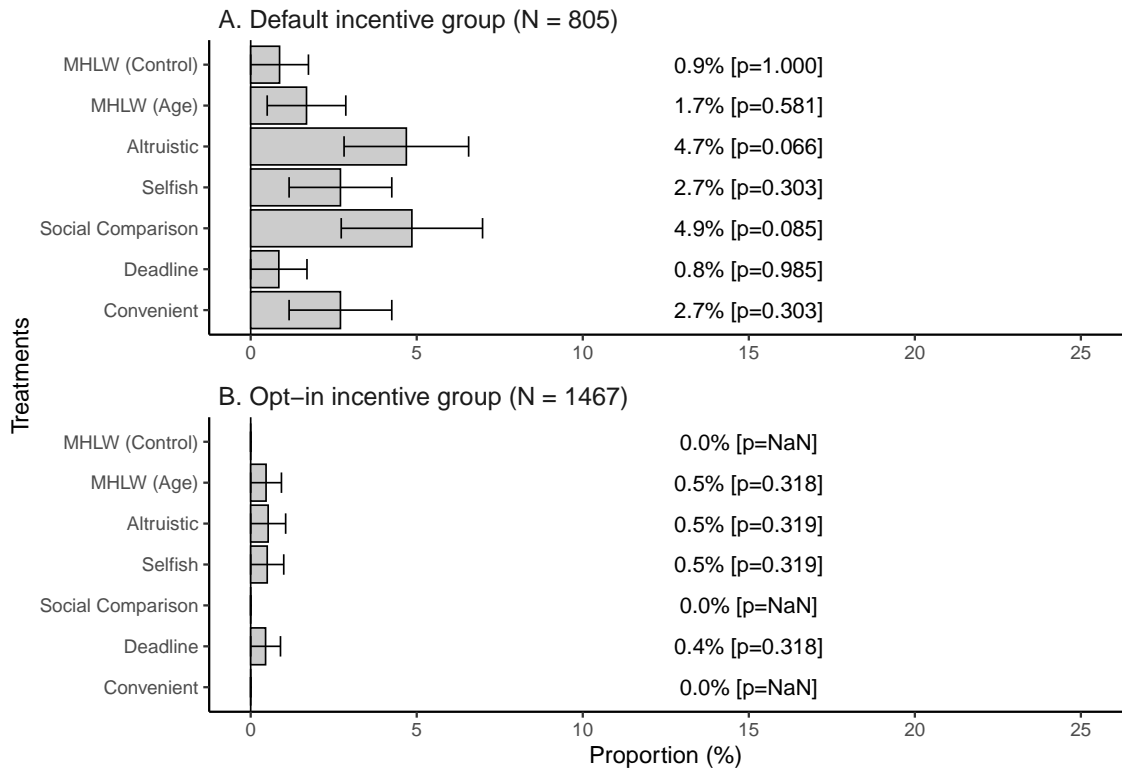 A. Default incentive group (N = 805)
MHLW (Control) 0.9% [p=1.000]
MHLW (Age) 1.7% [p=0.581]
Altruistic 4.7% [p=0.066]
Selfish 2.7% [p=0.303]
Social Comparison 4.9% [p=0.085]
Deadline 0.8% [p=0.985]
Convenient 2.7% [p=0.303]
0 5 10 15 20 25
Treatments
B. Opt−in incentive group (N = 1467)
MHLW (Control) 0.0% [p=NaN]
MHLW (Age) 0.5% [p=0.318]
Altruistic 0.5% [p=0.319]
Selfish 0.5% [p=0.319]
Social Comparison 0.0% [p=NaN]
Deadline 0.4% [p=0.318]
Convenient 0.0% [p=NaN]
0 5 10 15 20 25
Proportion (%)